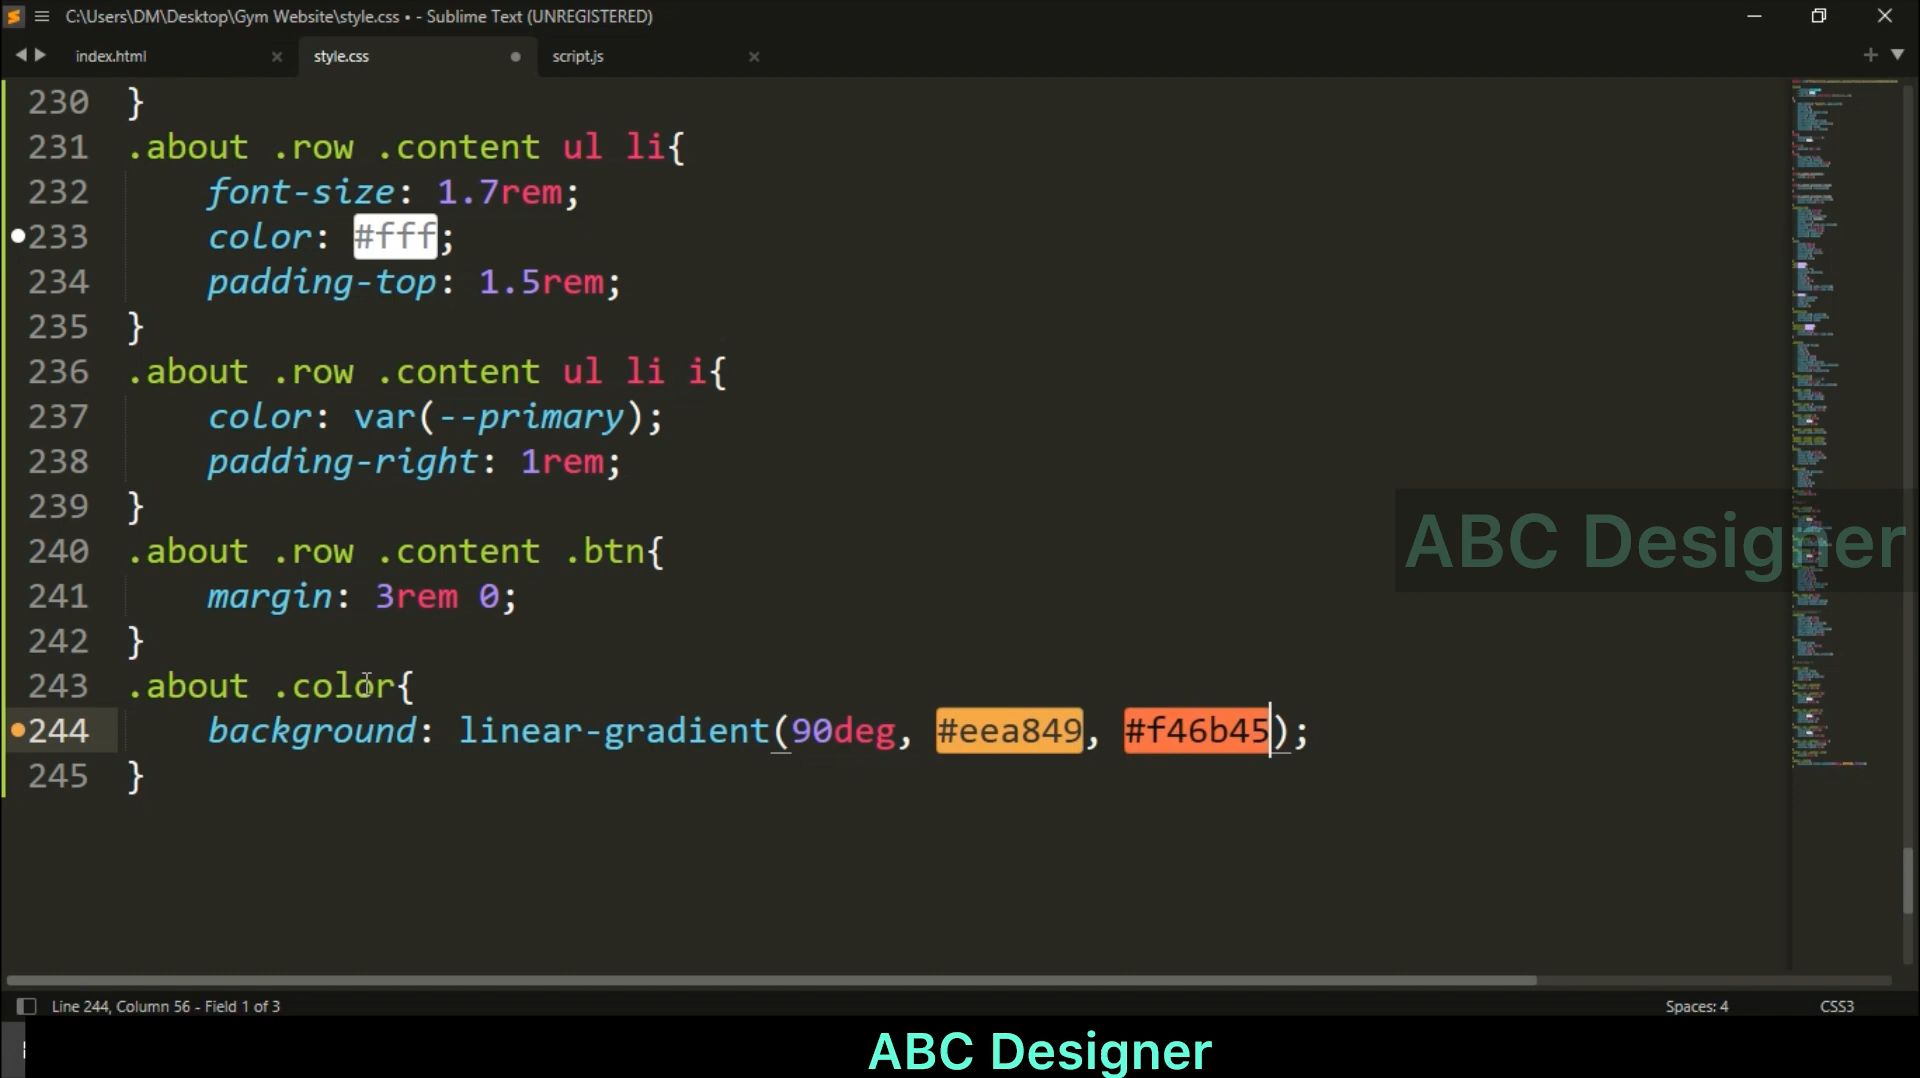 C:\Users\DM\Desktop\Gym Website\style.css • - Sublime Text (UNREGISTERED)
index.html style.css script.js
230 }
231 .about .row .content ul li{
232 font-size: 1.7rem;
233 color: #fff;
234 padding-top: 1.5rem;
235 }
236 .about .row .content ul li i{
237 color: var(--primary);
238 padding-right: 1rem;
239 }
240 .about .row .content .btn{
241 margin: 3rem 0;
242 }
243 .about .color{
244 background: linear-gradient(90deg, #eea849, #f46b45);
245 }
ABC Designer
Line 244, Column 56 - Field 1 of 3 Spaces: 4 CSS3
ABC Designer